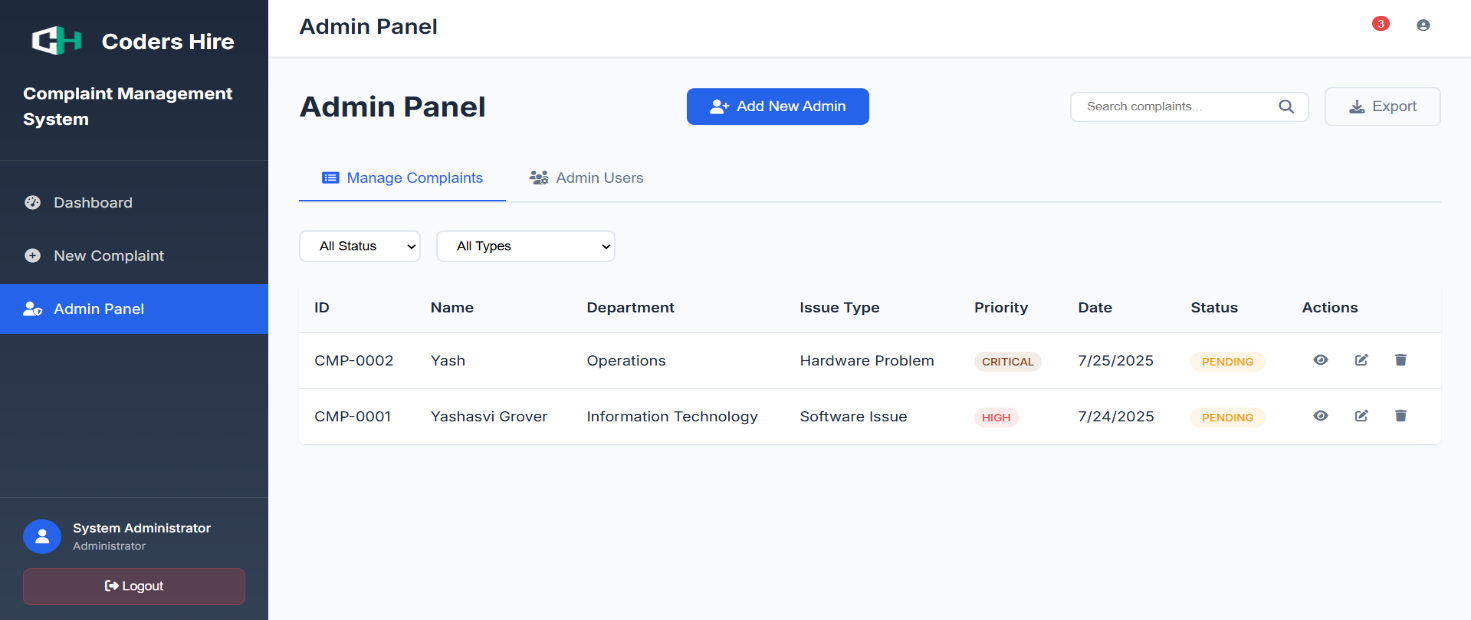 CH Coders Hire
Complaint Management
System
Dashboard
New Complaint
Admin Panel
System Administrator
Administrator
Logout
Admin Panel
3
Admin Panel
Add New Admin
Search complaints...
Export
Manage Complaints
Admin Users
All Status
All Types
ID Name Department Issue Type Priority Date Status Actions
CMP-0002 Yash Operations Hardware Problem CRITICAL 7/25/2025 PENDING
CMP-0001 Yashasvi Grover Information Technology Software Issue HIGH 7/24/2025 PENDING